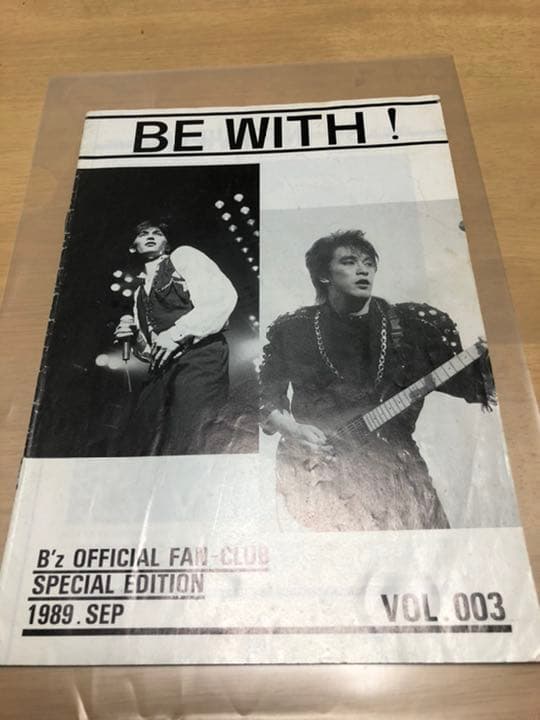 BE WITH!
B'z OFFICIAL FAN-CLUB
SPECIAL EDITION
1989.SEP
VOL.003